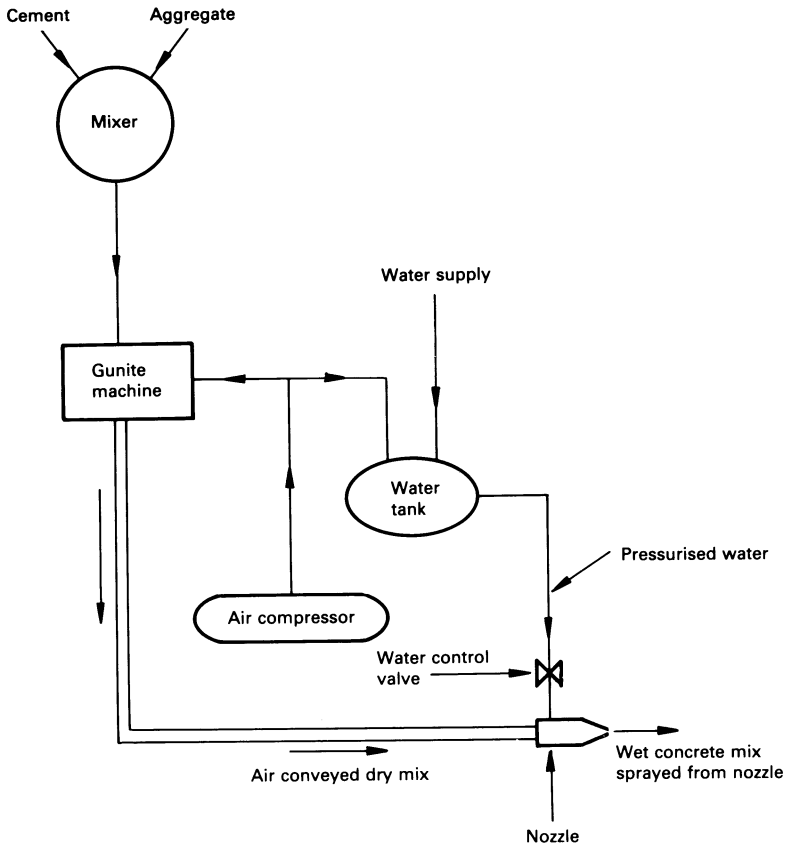 Cement
Aggregate
Mixer
Water supply
Gunite
machine
Water
tank
Pressurised water
Air compressor
Water control
valve
Wet concrete mix
sprayed from nozzle
Air conveyed dry mix
Nozzle